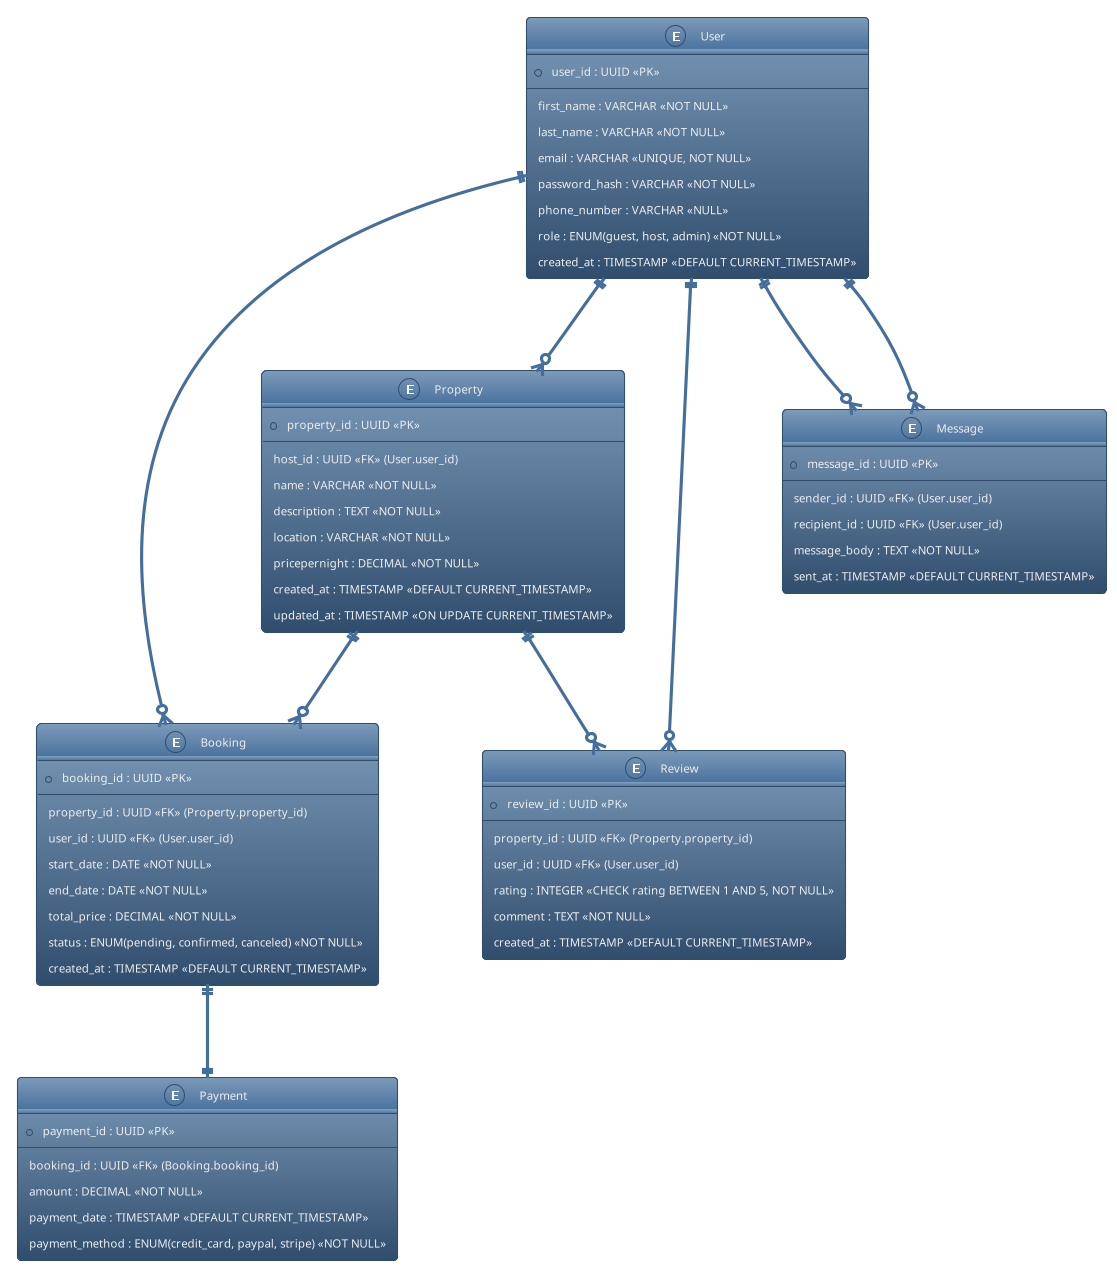 E User
user_id : UUID «PK»
first_name : VARCHAR «NOT NULL»
last_name : VARCHAR «NOT NULL»
email : VARCHAR «UNIQUE, NOT NULL»
password_hash : VARCHAR «NOT NULL»
phone_number : VARCHAR «NULL»
role : ENUM(guest, host, admin) «NOT NULL»
created_at : TIMESTAMP «DEFAULT CURRENT_TIMESTAMP»
E Property
property_id : UUID «PK»
host_id : UUID «FK» (User.user_id)
name : VARCHAR «NOT NULL»
description : TEXT «NOT NULL»
location : VARCHAR «NOT NULL»
pricepernight : DECIMAL «NOT NULL»
created_at : TIMESTAMP «DEFAULT CURRENT_TIMESTAMP»
updated_at : TIMESTAMP «ON UPDATE CURRENT_TIMESTAMP»
E Message
message_id : UUID «PK»
sender_id : UUID «FK» (User.user_id)
recipient_id : UUID «FK» (User.user_id)
message_body : TEXT «NOT NULL»
sent_at : TIMESTAMP «DEFAULT CURRENT_TIMESTAMP»
E Booking
booking_id : UUID «PK»
property_id : UUID «FK» (Property.property_id)
user_id : UUID «FK» (User.user_id)
start_date : DATE «NOT NULL»
end_date : DATE «NOT NULL»
total_price : DECIMAL «NOT NULL»
status : ENUM(pending, confirmed, canceled) «NOT NULL»
created_at : TIMESTAMP «DEFAULT CURRENT_TIMESTAMP»
E Review
review_id : UUID «PK»
property_id : UUID «FK» (Property.property_id)
user_id : UUID «FK» (User.user_id)
rating : INTEGER «CHECK rating BETWEEN 1 AND 5, NOT NULL»
comment : TEXT «NOT NULL»
created_at : TIMESTAMP «DEFAULT CURRENT_TIMESTAMP»
E Payment
payment_id : UUID «PK»
booking_id : UUID «FK» (Booking.booking_id)
amount : DECIMAL «NOT NULL»
payment_date : TIMESTAMP «DEFAULT CURRENT_TIMESTAMP»
payment_method : ENUM(credit_card, paypal, stripe) «NOT NULL»